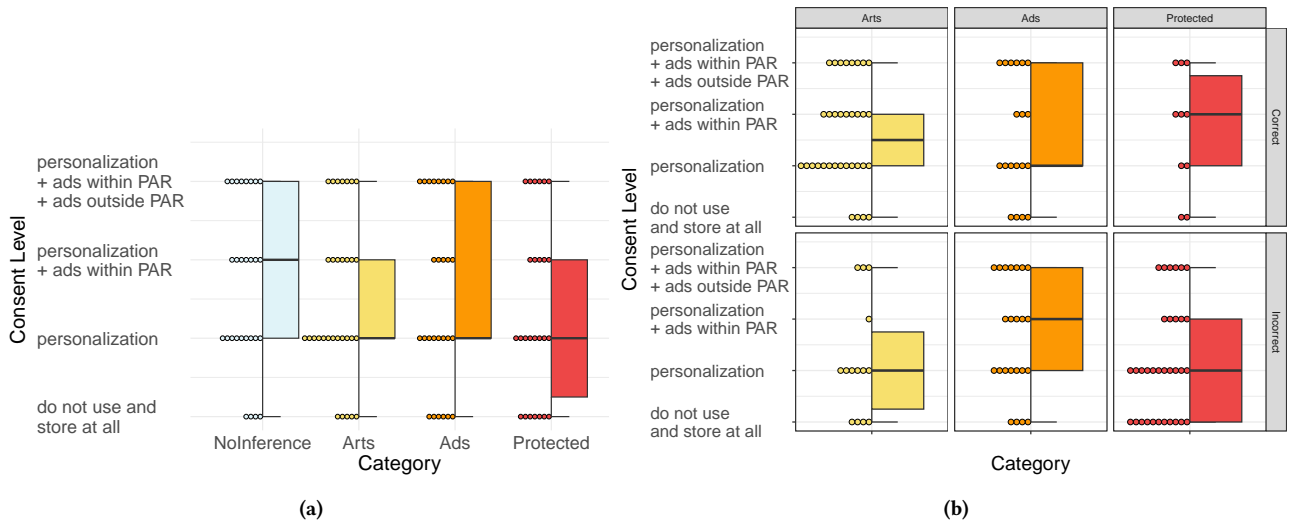 Consent Level
personalization
+ ads within PAR
+ ads outside PAR
personalization
+ ads within PAR
personalization
do not use and
store at all
NoInference
Arts
Ads
Protected
Category
(a)
Arts
Ads
Protected
Consent Level
personalization
+ ads within PAR
+ ads outside PAR
personalization
+ ads within PAR
personalization
do not use
and store at all
Correct
personalization
+ ads within PAR
+ ads outside PAR
personalization
+ ads within PAR
personalization
do not use
and store at all
Incorrect
Category
(b)